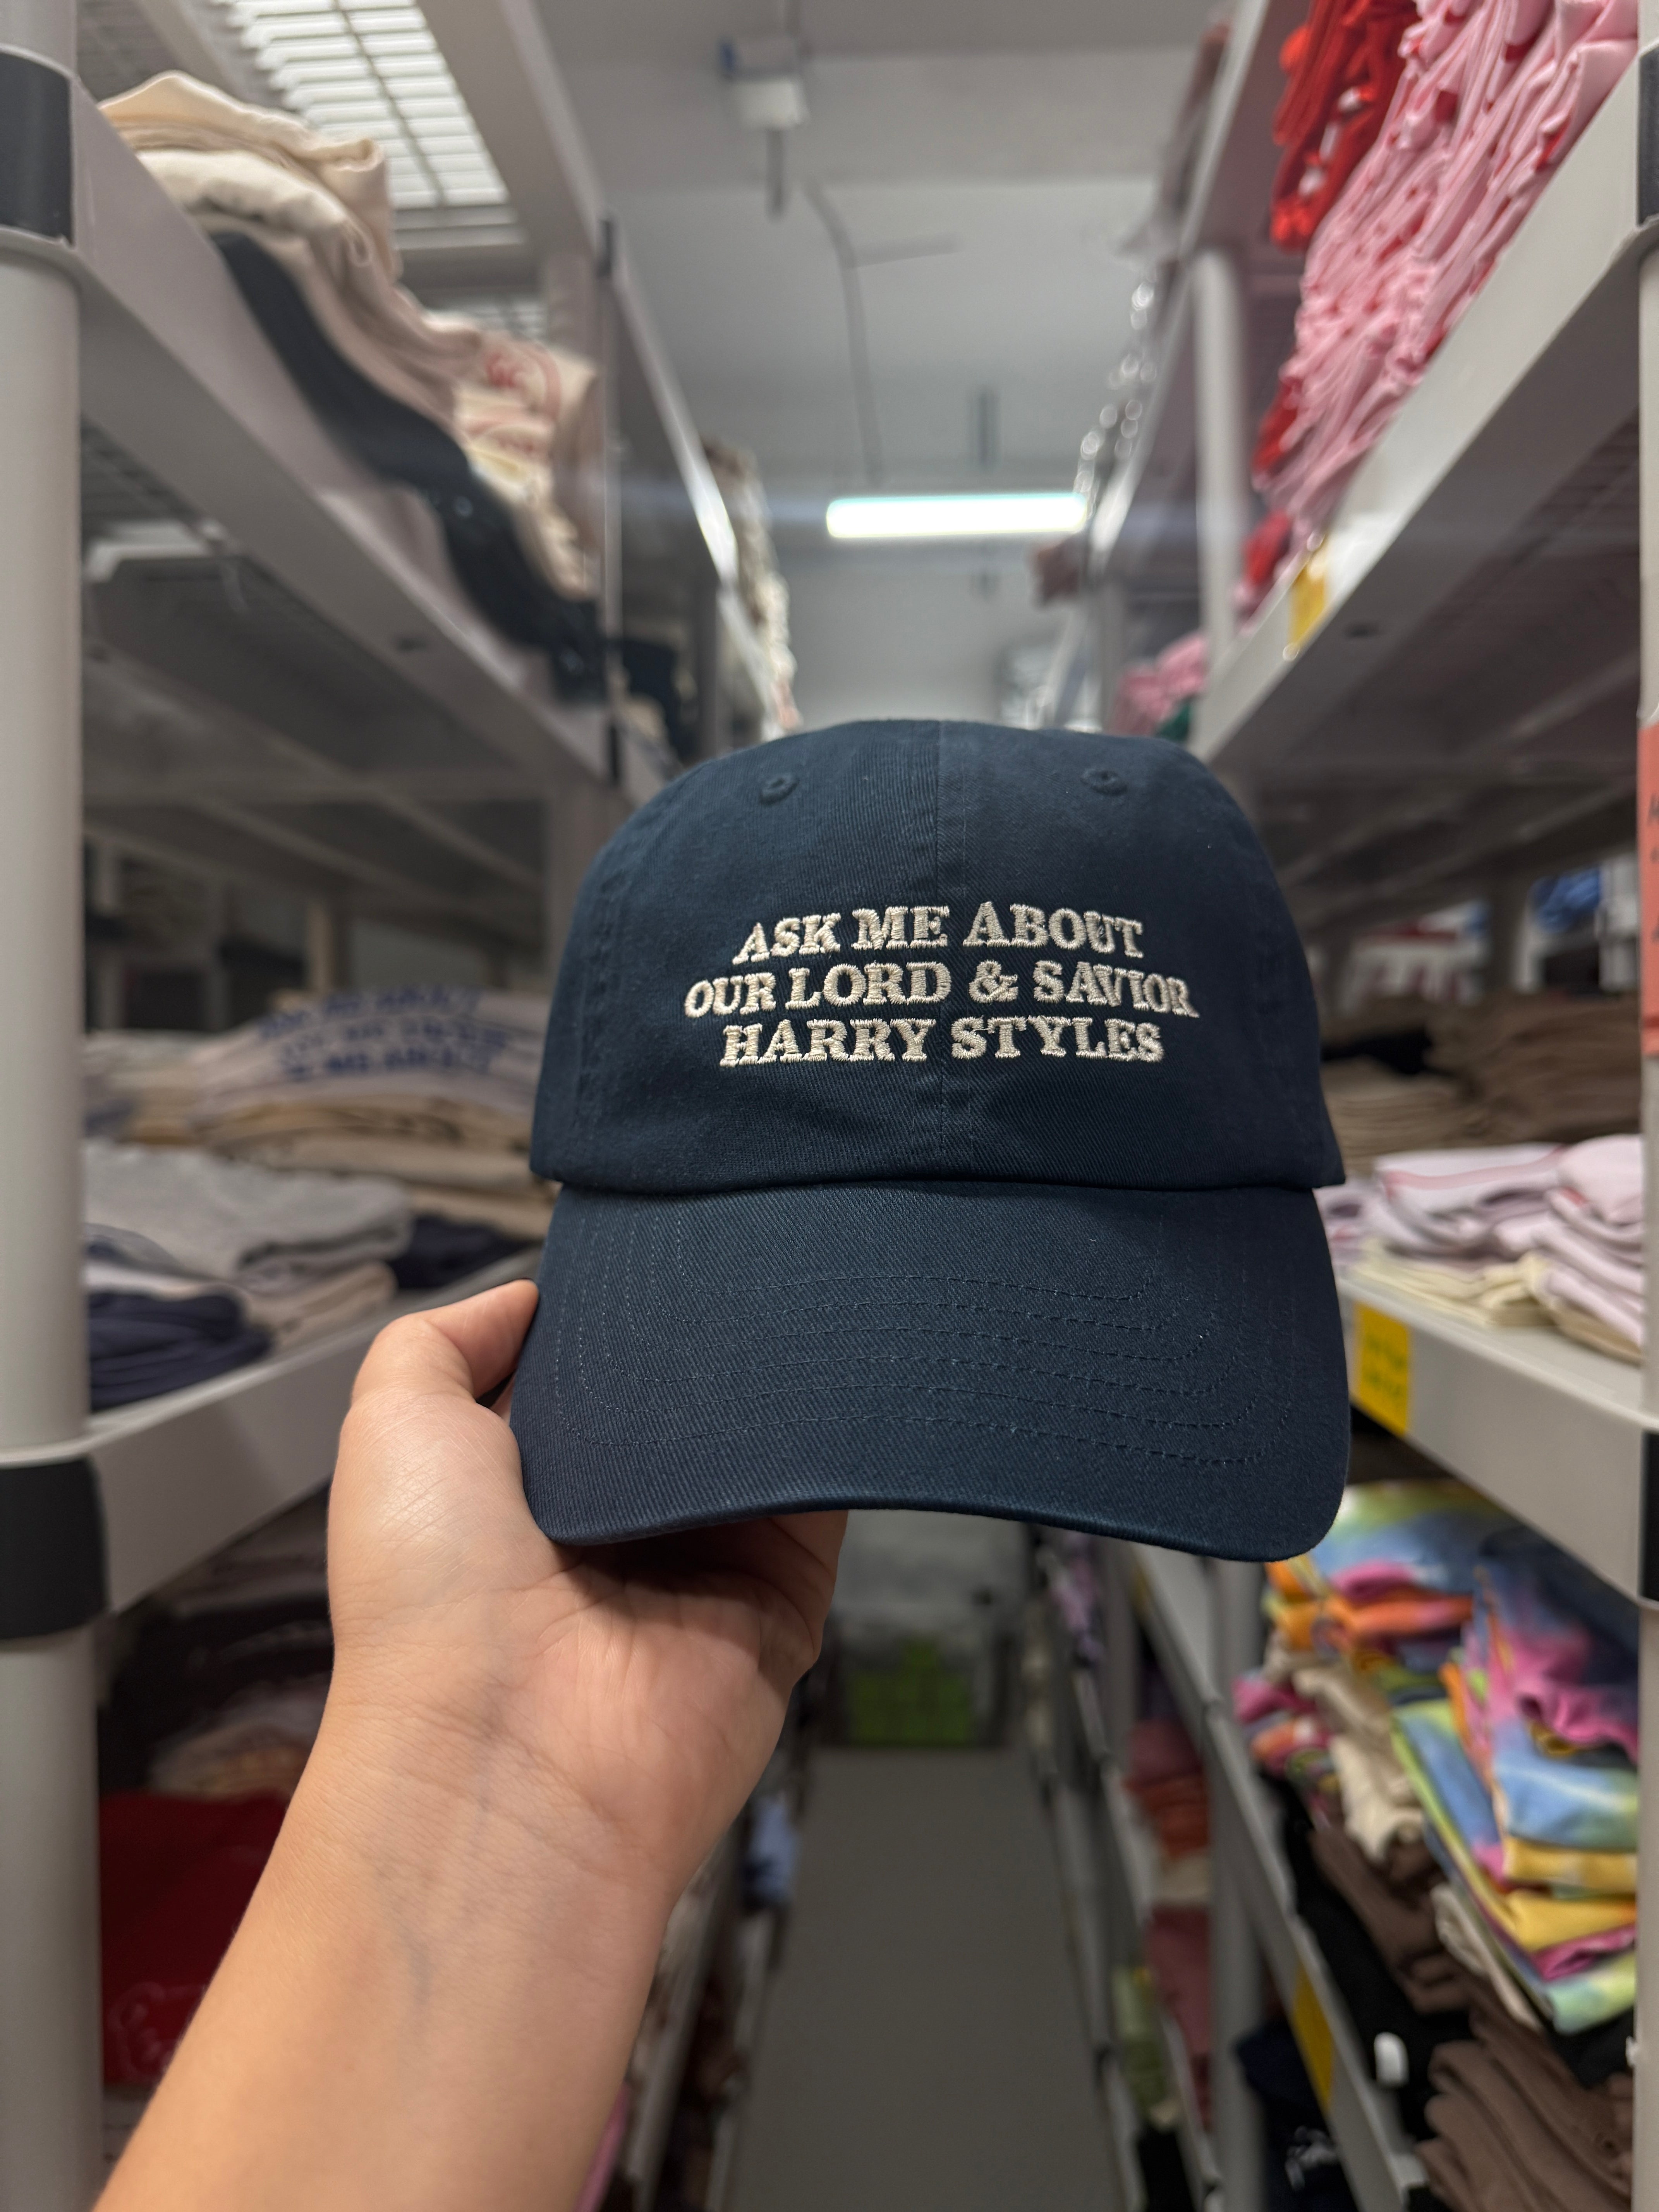 ASK ME ABOUT
OUR LORD & SAVIOR
HARRY STYLES